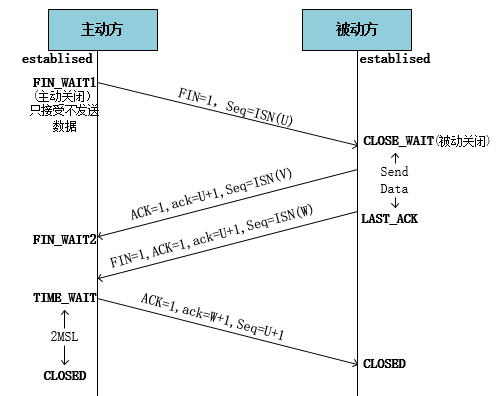 主动方
被动方
establised
establised
FIN_WAIT1
(主动关闭)
只接受不发送
数据
FIN=1, Seq=ISN(U)
CLOSE_WAIT(被动关闭)
Send
Data
ACK=1,ack=U+1,Seq=ISN(V)
LAST_ACK
FIN_WAIT2
FIN=1,ACK=1,ack=U+1,Seq=ISN(W)
TIME_WAIT
ACK=1,ack=W+1,Seq=U+1
2MSL
CLOSED
CLOSED